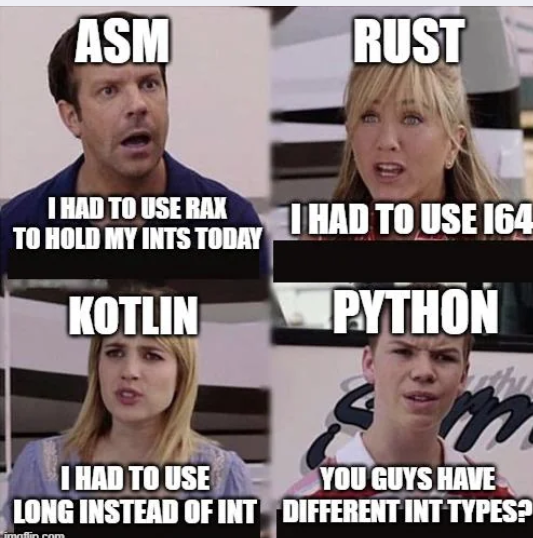 ASM
I HAD TO USE RAX
TO HOLD MY INTS TODAY
RUST
I HAD TO USE I64
KOTLIN
I HAD TO USE
LONG INSTEAD OF INT
PYTHON
YOU GUYS HAVE
DIFFERENT INT TYPES?
imgflip.com